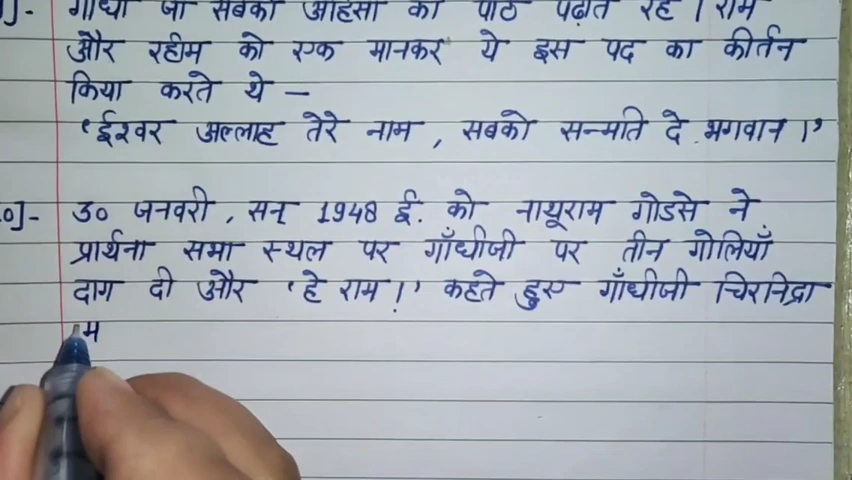 ]- गाँधी जी सबको अहिंसा का पाठ पढ़ाते रहे । राम
और रहीम को एक मानकर ये इस पद का कीर्तन
किया करते थे –
‘ईश्वर अल्लाह तेरे नाम , सबको सन्मति दे भगवान ।’
0]- 30 जनवरी , सन् 1948 ई. को नाथूराम गोडसे ने
प्रार्थना सभा स्थल पर गाँधीजी पर तीन गोलियाँ
दाग दी और ‘हे राम !’ कहते हुए गाँधीजी चिरनिद्रा
म